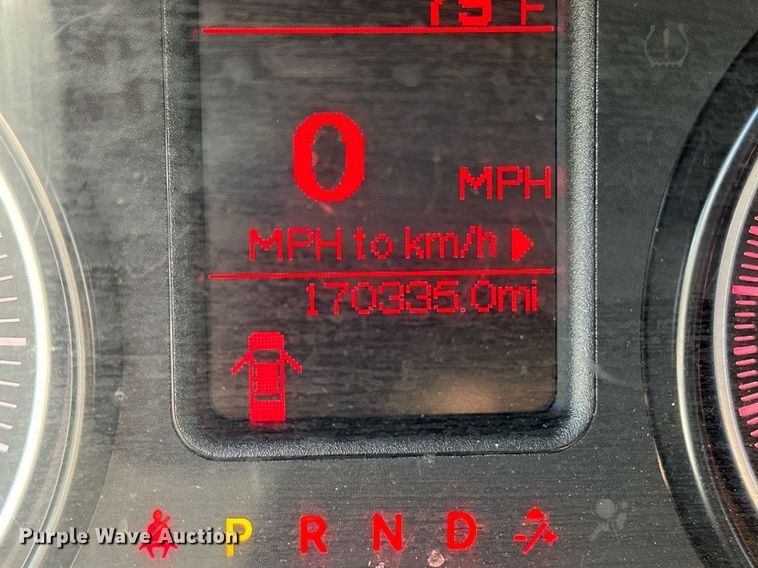 0
MPH
MPH to km/h
170335.0mi
P R N D
Purple Wave Auction